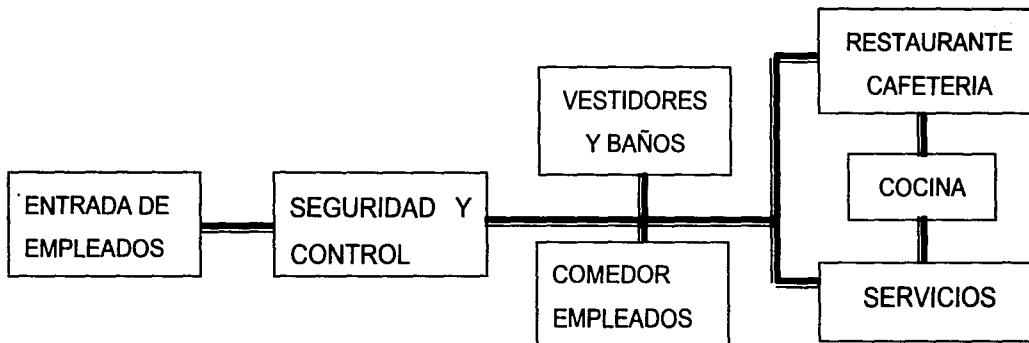 ENTRADA DE
EMPLEADOS
SEGURIDAD Y
CONTROL
VESTIDORES
Y BAÑOS
COMEDOR
EMPLEADOS
RESTAURANTE
CAFETERIA
COCINA
SERVICIOS